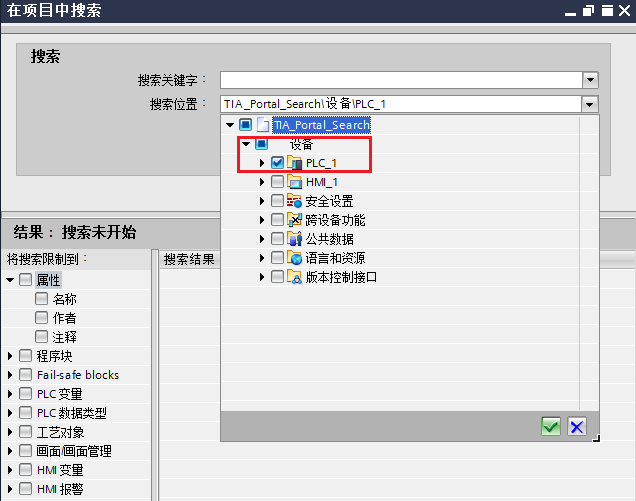 在项目中搜索
搜索
搜索关键字：
搜索位置： TIA_Portal_Search\设备\PLC_1
TIA_Portal_Search
设备
PLC_1
HMI_1
安全设置
跨设备功能
公共数据
语言和资源
版本控制接口
结果： 搜索未开始
将搜索限制到：
搜索结果
属性
名称
作者
注释
程序块
Fail-safe blocks
PLC 变量
PLC 数据类型
工艺对象
画面/画面管理
HMI 变量
HMI 报警